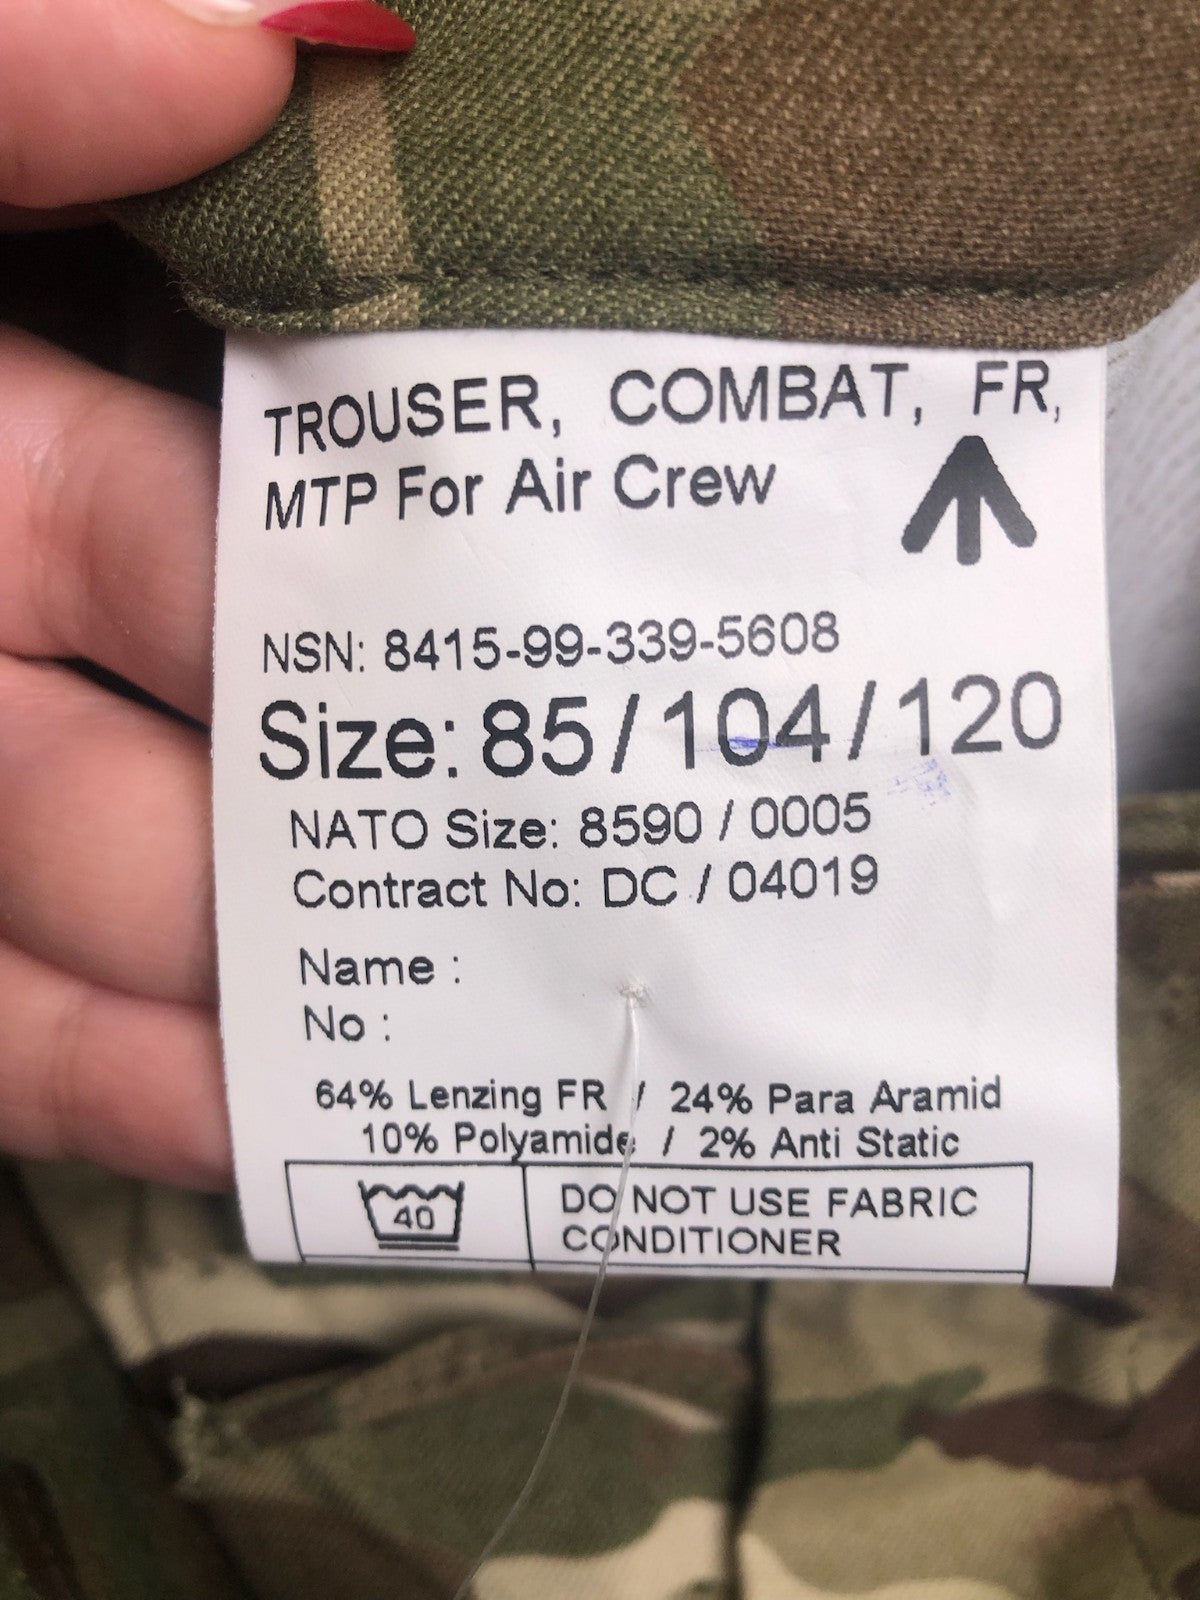 TROUSER, COMBAT, FR,
MTP For Air Crew
NSN: 8415-99-339-5608
Size: 85 / 104 / 120
NATO Size: 8590 / 0005
Contract No: DC / 04019
Name :
No :
64% Lenzing FR / 24% Para Aramid
10% Polyamide / 2% Anti Static
40
DO NOT USE FABRIC
CONDITIONER